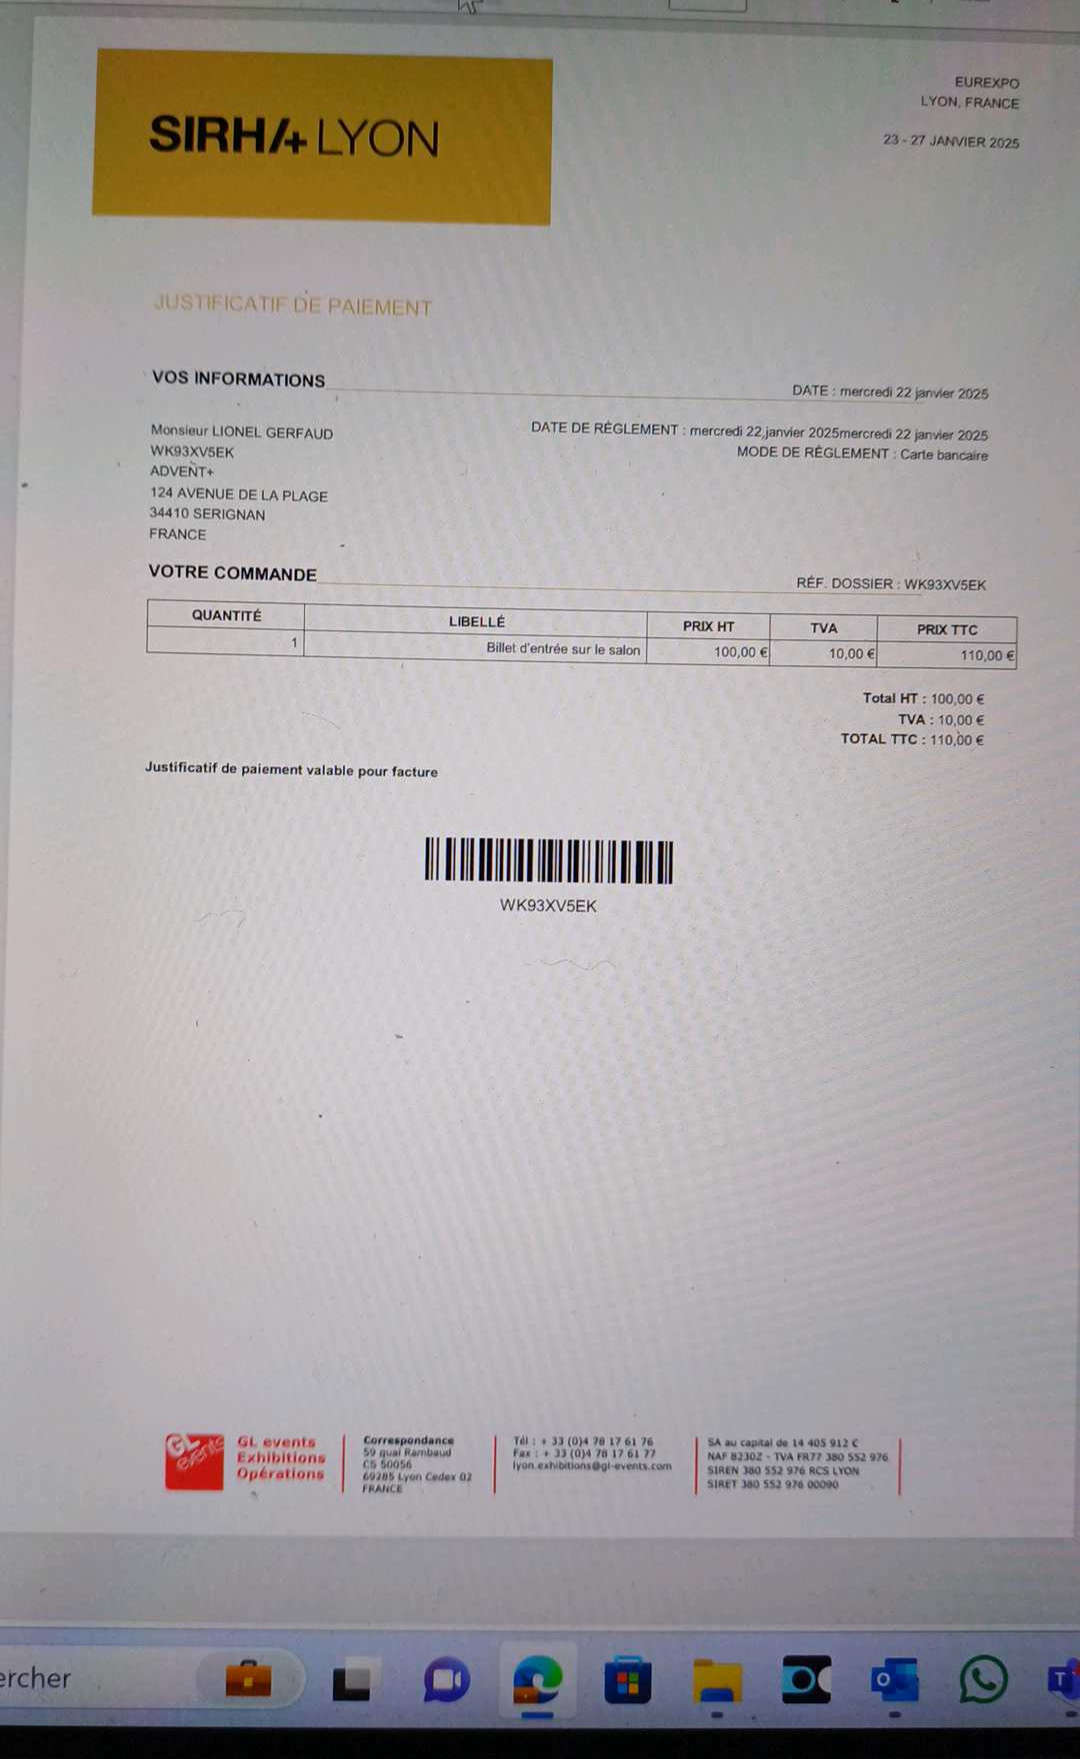 SIRHA+ LYON
EUREXPO
LYON, FRANCE
23 - 27 JANVIER 2025
JUSTIFICATIF DE PAIEMENT
VOS INFORMATIONS
DATE : mercredi 22 janvier 2025
Monsieur LIONEL GERFAUD
WK93XV5EK
ADVENT+
124 AVENUE DE LA PLAGE
34410 SERIGNAN
FRANCE
DATE DE RÈGLEMENT : mercredi 22 janvier 2025mercredi 22 janvier 2025
MODE DE RÈGLEMENT : Carte bancaire
VOTRE COMMANDE
RÉF. DOSSIER : WK93XV5EK
QUANTITÉ LIBELLÉ PRIX HT TVA PRIX TTC
1 Billet d'entrée sur le salon 100,00 € 10,00 € 110,00 €
Total HT : 100,00 €
TVA : 10,00 €
TOTAL TTC : 110,00 €
Justificatif de paiement valable pour facture
WK93XV5EK
GL events
GL events
Exhibitions
Opérations
Correspondance
59 quai Rambaud
CS 50056
69285 Lyon Cedex 02
FRANCE
Tél : + 33 (0)4 78 17 61 76
Fax : + 33 (0)4 78 17 61 77
lyon.exhibitions@gl-events.com
SA au capital de 14 405 912 €
NAF 8230Z - TVA FR77 380 552 976
SIREN 380 552 976 RCS LYON
SIRET 380 552 976 00090
ercher